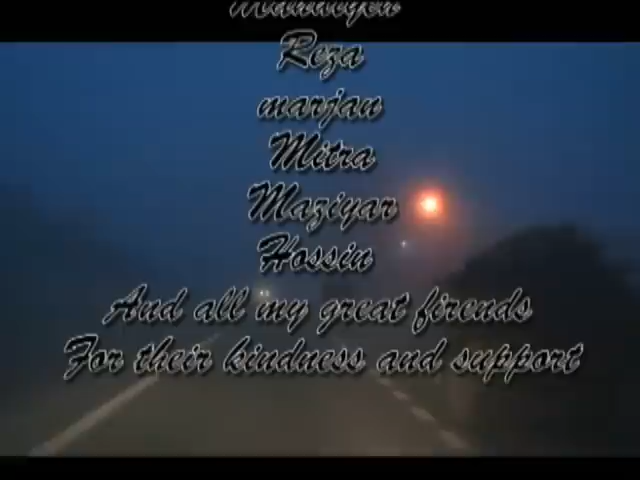 Reza
marjan
Mitra
Maziyar
Hossin
And all my great firends
For their kindness and support